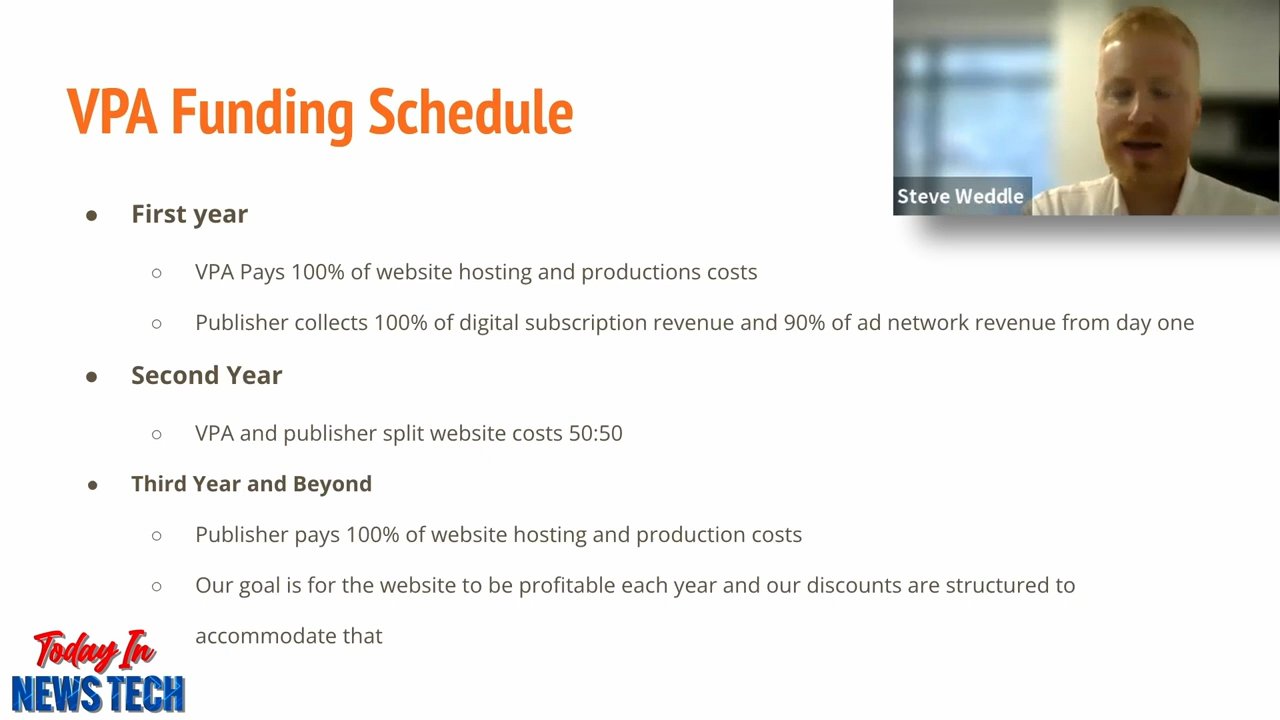 VPA Funding Schedule
Steve Weddle
● First year
○ VPA Pays 100% of website hosting and productions costs
○ Publisher collects 100% of digital subscription revenue and 90% of ad network revenue from day one
● Second Year
○ VPA and publisher split website costs 50:50
● Third Year and Beyond
○ Publisher pays 100% of website hosting and production costs
○ Our goal is for the website to be profitable each year and our discounts are structured to
accommodate that
Today In
NEWS TECH